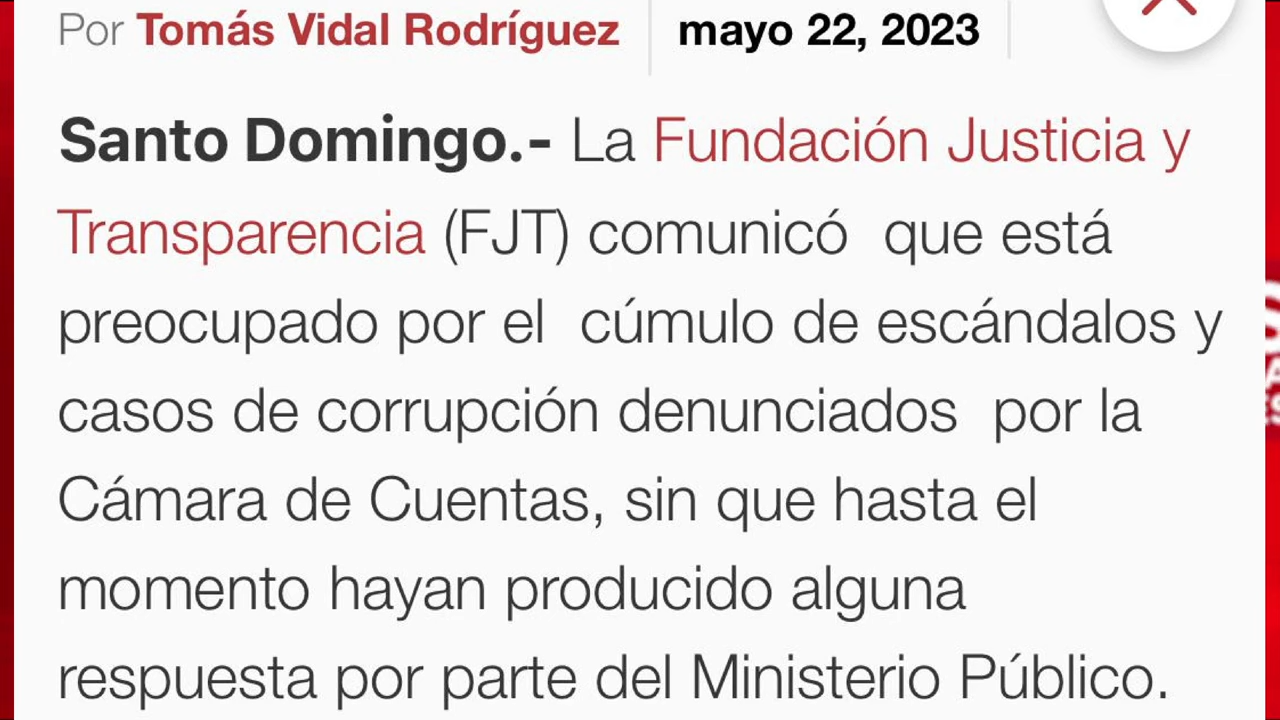 Por Tomás Vidal Rodríguez mayo 22, 2023
Santo Domingo.- La Fundación Justicia y
Transparencia (FJT) comunicó que está
preocupado por el cúmulo de escándalos y
casos de corrupción denunciados por la
Cámara de Cuentas, sin que hasta el
momento hayan producido alguna
respuesta por parte del Ministerio Público.